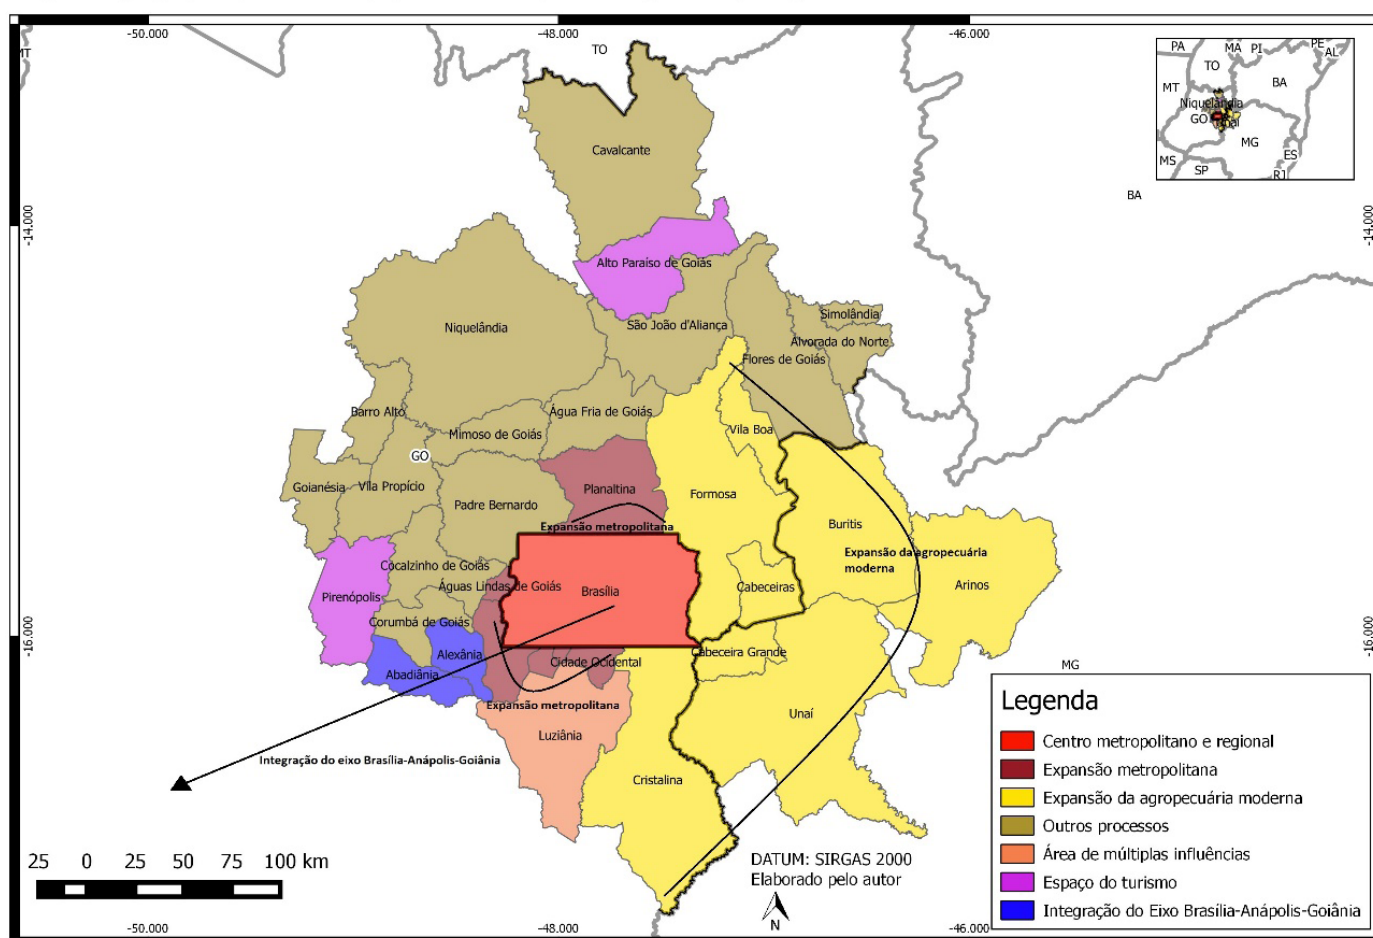 -50.000
-48.000
-46.000
MT
TO
PA
MA
PI
PE
AL
TO
MT
BA
Niquelândia
GO
MG
ES
MS
SP
RJ
Cavalcante
BA
-14.000
-14.000
Alto Paraíso de Goiás
Simolândia
Niquelândia
São João d'Aliança
Alvorada do Norte
Flores de Goiás
Barro Alto
Água Fria de Goiás
Mimoso de Goiás
Vila Boa
GO
Goianésia
Vila Propício
Planaltina
Formosa
Padre Bernardo
Buritis
Expansão metropolitana
Expansão da agropecuária
moderna
Cocalzinho de Goiás
Águas Lindas de Goiás
Brasília
Cabeceiras
Arinos
Pirenópolis
Corumbá de Goiás
-16.000
-16.000
Alexânia
Cidade Ocidental
Cabeceira Grande
MG
Abadiânia
Expansão metropolitana
Unaí
Luziânia
Integração do eixo Brasília-Anápolis-Goiânia
Cristalina
Legenda
Centro metropolitano e regional
Expansão metropolitana
Expansão da agropecuária moderna
Outros processos
Área de múltiplas influências
Espaço do turismo
Integração do Eixo Brasília-Anápolis-Goiânia
25 0 25 50 75 100 km
DATUM: SIRGAS 2000
Elaborado pelo autor
N
-50.000
-48.000
-46.000